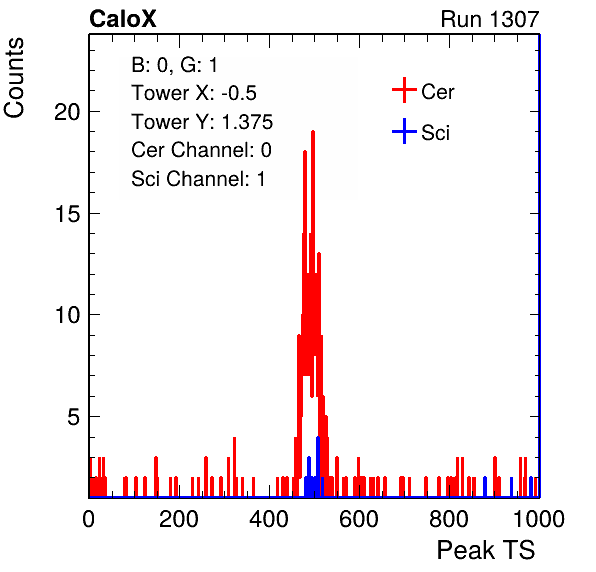 CaloX Run 1307
Counts
B: 0, G: 1
Tower X: -0.5
Tower Y: 1.375
Cer Channel: 0
Sci Channel: 1
Cer
Sci
20
15
10
5
0 200 400 600 800 1000
Peak TS